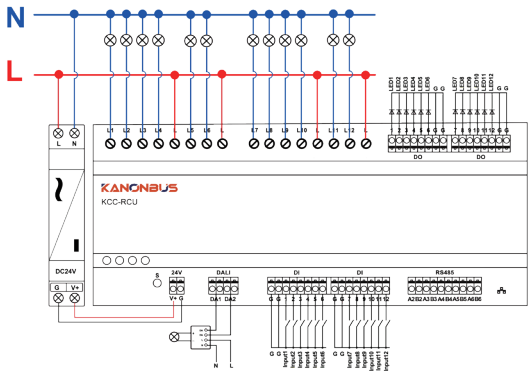 N
L
LED1 LED2 LED3 LED4 LED5 LED6 G G
LED7 LED8 LED9 LED10 LED11 LED12 G G
L N
L1 L2 L3 L4 L L5 L6 L L7 L8 L9 L10 L L11 L12 L
1 2 3 4 5 6 G G
7 8 9 10 11 12 G G
DO DO
KANONBUS
KCC-RCU
DC24V
G V+
S
24V DALI DI DI RS485
V+ G DA1 DA2 G G 1 2 3 4 5 6 G G 7 8 9 10 11 12 A2 B2 A3 B3 A4 B4 A5 B5 A6 B6
G G Input1 Input2 Input3 Input4 Input5 Input6
G G Input7 Input8 Input9 Input10 Input11 Input12
N L